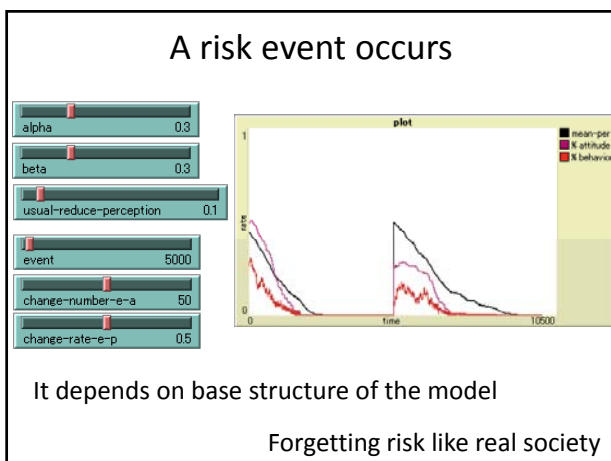 A risk event occurs
alpha 0.3
beta 0.3
usual-reduce-perception 0.1
event 5000
change-number-e-a 50
change-rate-e-p 0.5
plot
1
rate
0
0
time
10500
mean-per
% attitude
% behavior
It depends on base structure of the model
Forgetting risk like real society